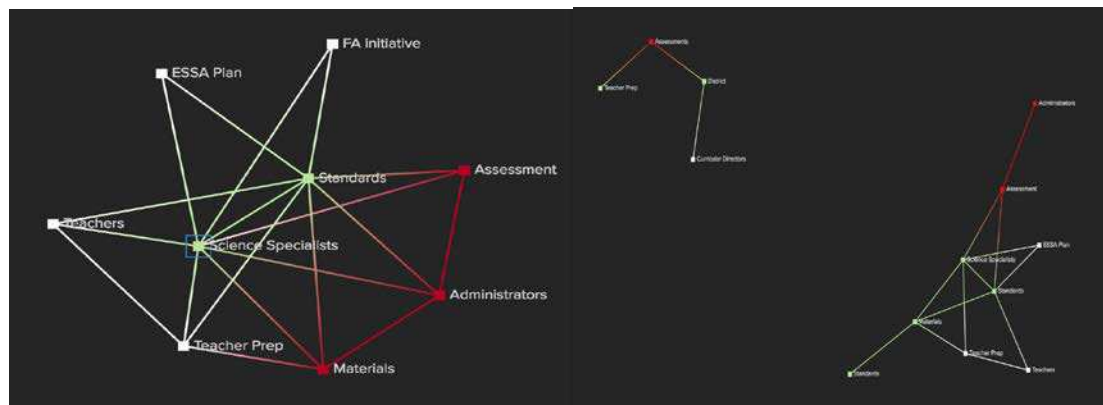 FA Initiative
ESSA Plan
Standards
Assessment
Teachers
Science Specialists
Administrators
Teacher Prep
Materials
Assessments
Teacher Prep
District
Curricular Directors
Administrators
Assessment
ESSA Plan
Science Specialists
Standards
Materials
Teacher Prep
Teachers
Standards